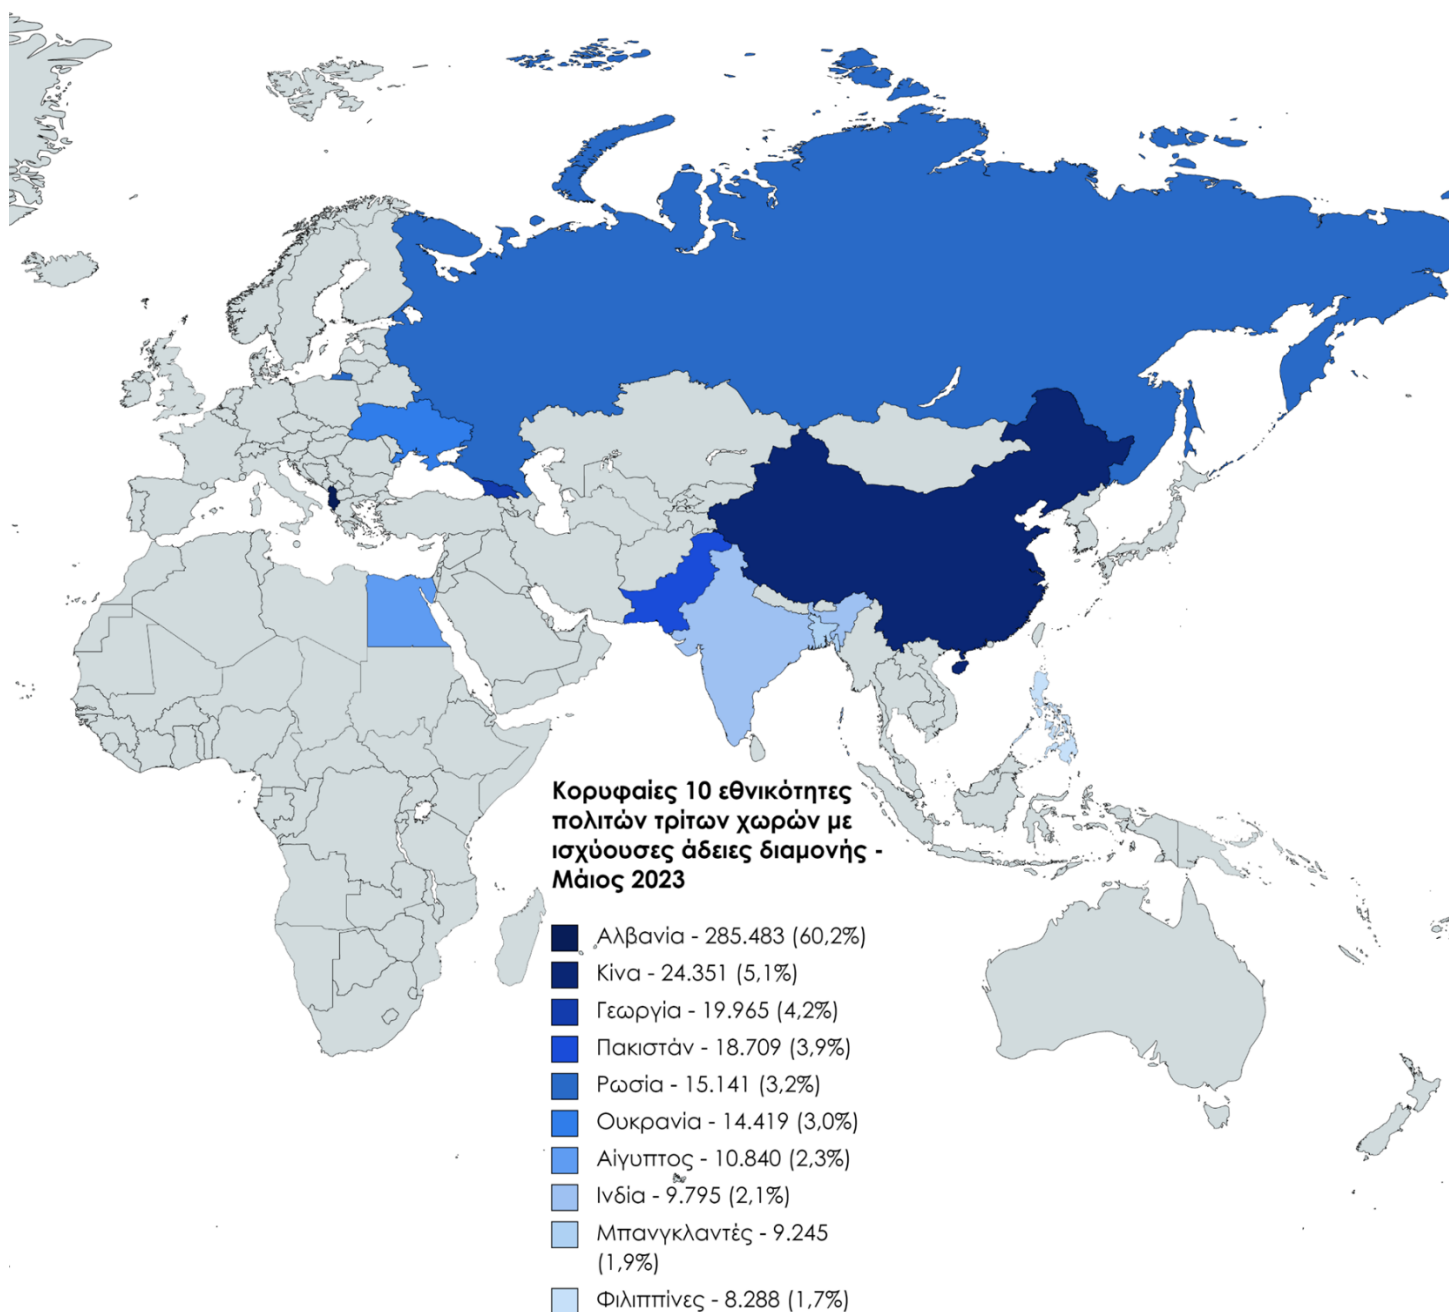 Κορυφαίες 10 εθνικότητες
πολιτών τρίτων χωρών με
ισχύουσες άδειες διαμονής -
Μάιος 2023
Αλβανία - 285.483 (60,2%)
Κίνα - 24.351 (5,1%)
Γεωργία - 19.965 (4,2%)
Πακιστάν - 18.709 (3,9%)
Ρωσία - 15.141 (3,2%)
Ουκρανία - 14.419 (3,0%)
Αίγυπτος - 10.840 (2,3%)
Ινδία - 9.795 (2,1%)
Μπανγκλαντές - 9.245
(1,9%)
Φιλιππίνες - 8.288 (1,7%)